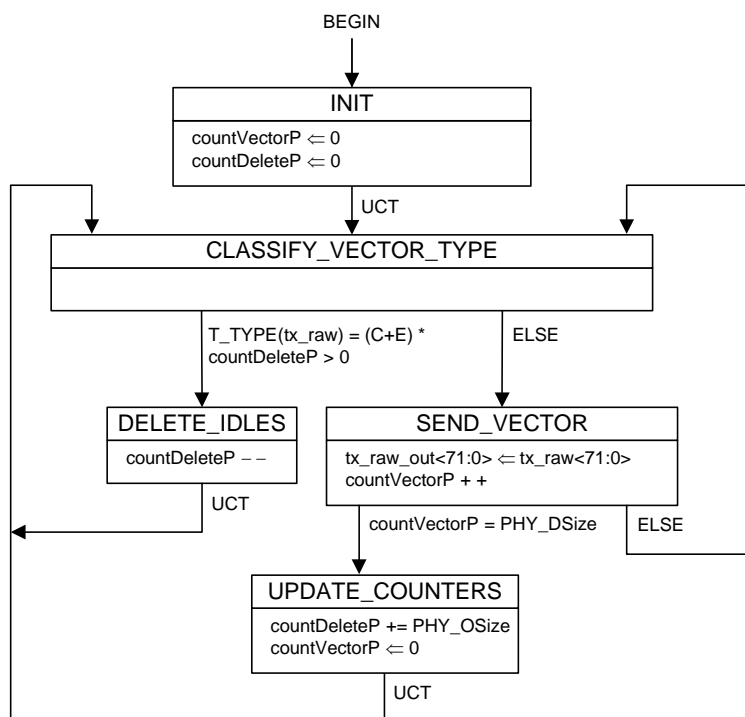 BEGIN
INIT
countVectorP ⇐ 0
countDeleteP ⇐ 0
UCT
CLASSIFY_VECTOR_TYPE
T_TYPE(tx_raw) = (C+E) *
countDeleteP > 0
ELSE
DELETE_IDLES
countDeleteP – –
UCT
SEND_VECTOR
tx_raw_out<71:0> ⇐ tx_raw<71:0>
countVectorP + +
countVectorP = PHY_DSize
ELSE
UPDATE_COUNTERS
countDeleteP += PHY_OSize
countVectorP ⇐ 0
UCT